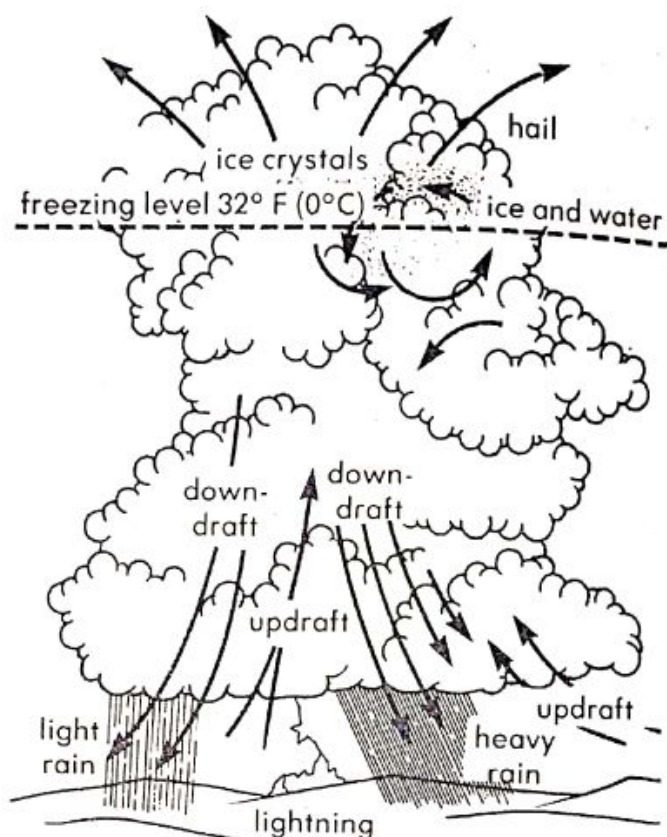 hail
ice crystals
freezing level 32° F (0°C)
ice and water
down-
draft
down-
draft
updraft
updraft
light
rain
heavy
rain
lightning